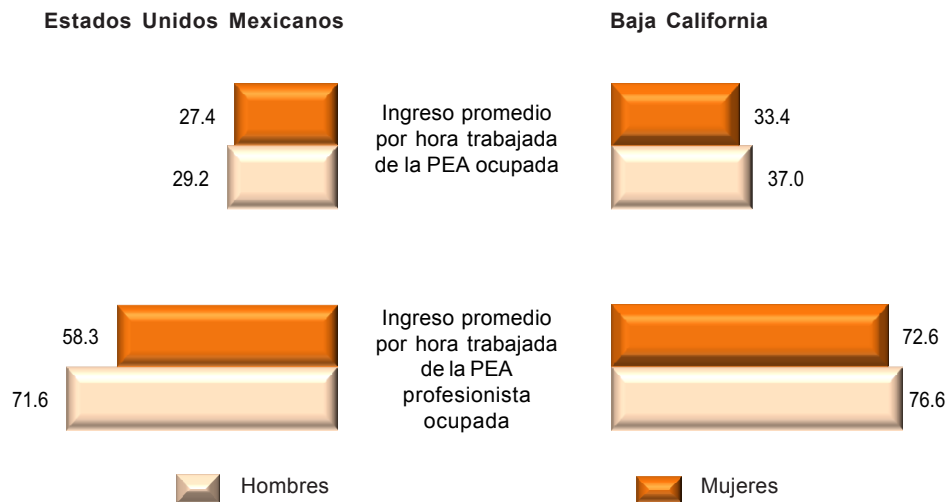 Estados Unidos Mexicanos
Baja California
27.4
29.2
Ingreso promedio
por hora trabajada
de la PEA ocupada
33.4
37.0
58.3
71.6
Ingreso promedio
por hora trabajada
de la PEA
profesionista
ocupada
72.6
76.6
Hombres
Mujeres